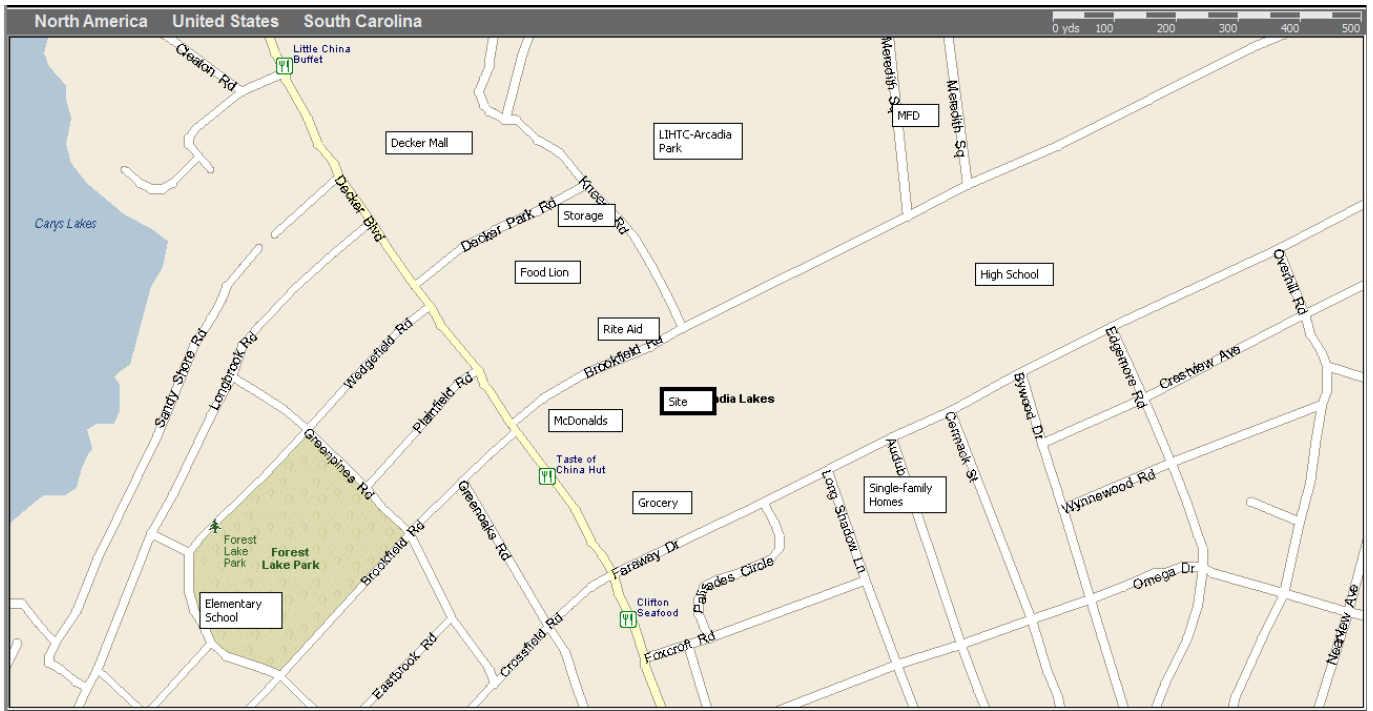 North America United States South Carolina
0 yds 100 200 300 400 500
Cleaton Rd
Little China
Buffet
Meredith Sq
Meredith Sq
MFD
Decker Mall
LIHTC-Arcadia
Park
Decker Blvd
Knees Rd
Decker Park Rd
Storage
Carys Lakes
Food Lion
High School
Overhill Rd
Rite Aid
Brookfield Rd
Sandy Shore Rd
Longbrook Rd
Wedgefield Rd
Plainfield Rd
Edgemore Rd
Crestview Ave
Bywood Dr
Site
dia Lakes
McDonalds
Cermack St
Audub
Greenpines Rd
Taste of
China Hut
Long Shadow Ln
Single-family
Homes
Wynnewood Rd
Grocery
Greenoaks Rd
Brookfield Rd
Forest
Lake
Park
Forest
Lake Park
Faraway Dr
Palisades Circle
Omega Dr
Elementary
School
Clifton
Seafood
Nearview Ave
Foxcroft Rd
Crossfield Rd
Eastbrook Rd